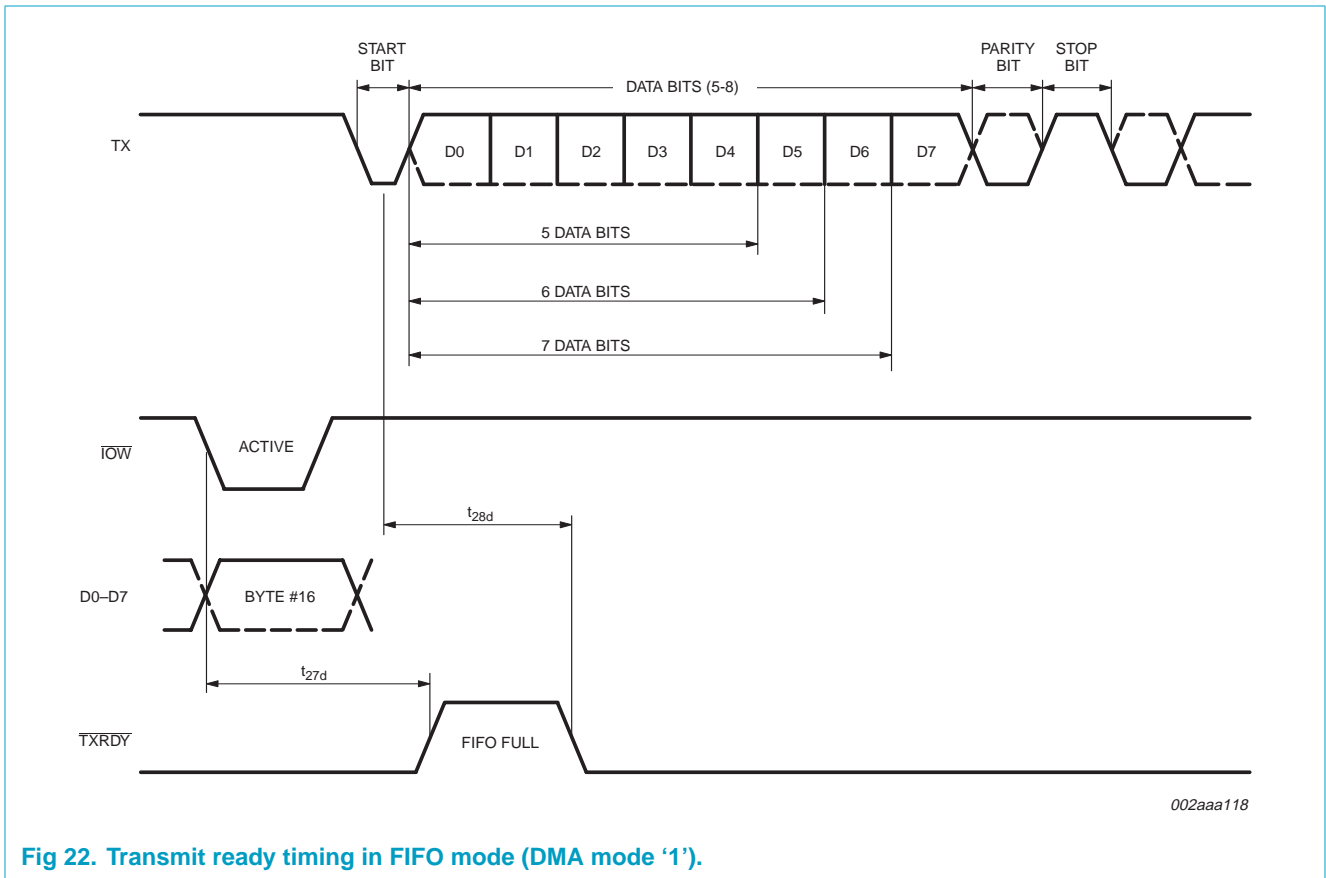 START
BIT
PARITY
BIT
STOP
BIT
DATA BITS (5-8)
TX
D0
D1
D2
D3
D4
D5
D6
D7
5 DATA BITS
6 DATA BITS
7 DATA BITS
IOW
ACTIVE
t28d
D0–D7
BYTE #16
t27d
TXRDY
FIFO FULL
002aaa118
Fig 22. Transmit ready timing in FIFO mode (DMA mode ‘1’).